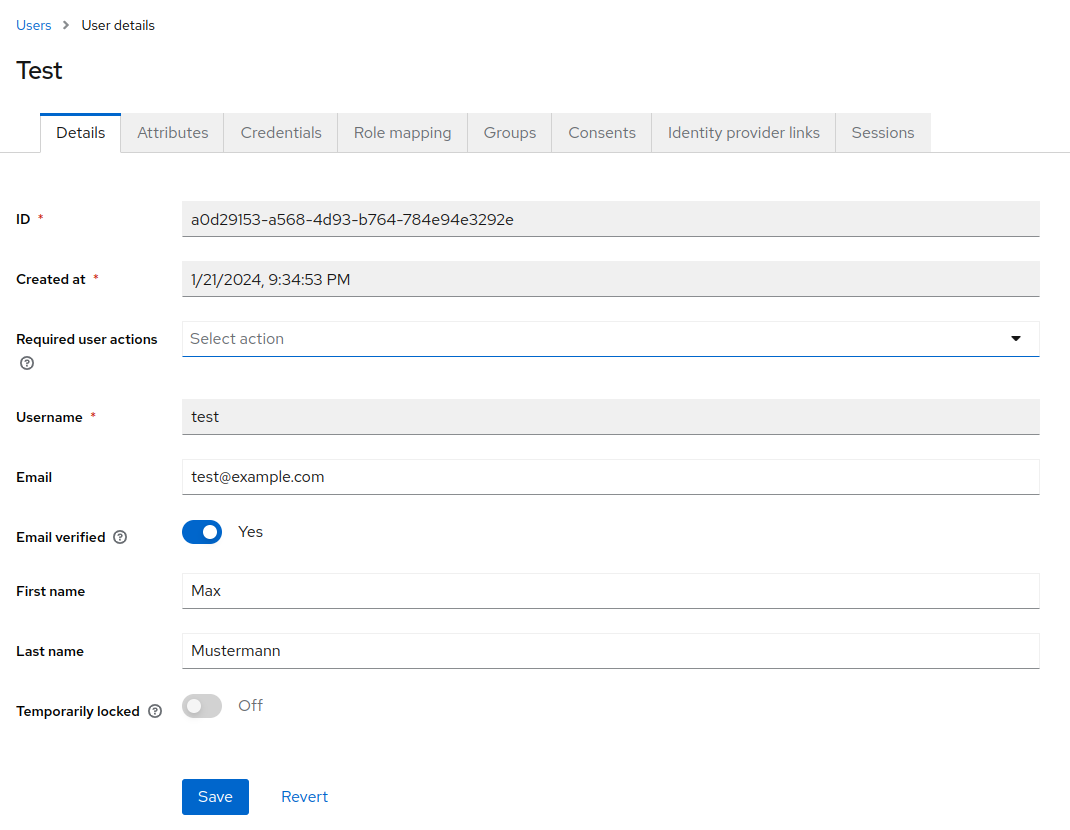 Users > User details
Test
Details Attributes Credentials Role mapping Groups Consents Identity provider links Sessions
ID * a0d29153-a568-4d93-b764-784e94e3292e
Created at * 1/21/2024, 9:34:53 PM
Required user actions Select action
Username * test
Email test@example.com
Email verified Yes
First name Max
Last name Mustermann
Temporarily locked Off
Save Revert